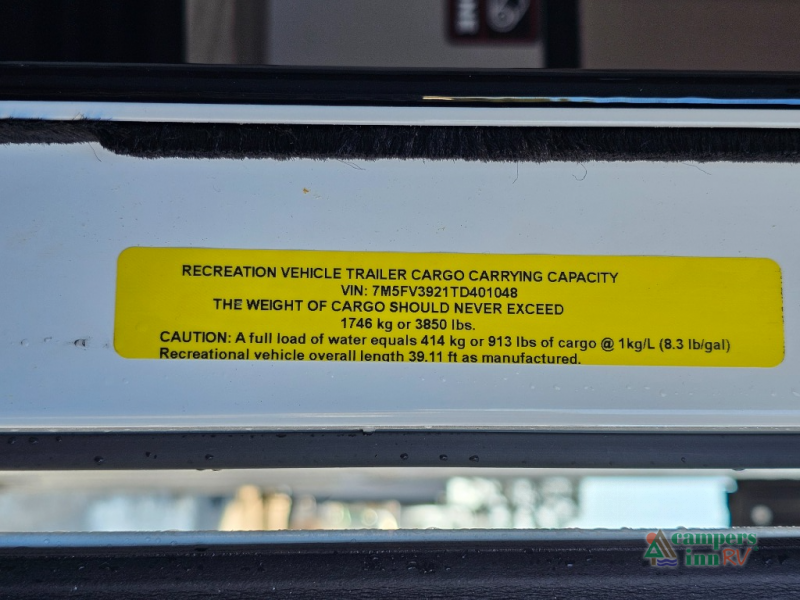 RECREATION VEHICLE TRAILER CARGO CARRYING CAPACITY
VIN: 7M5FV3921TD401048
THE WEIGHT OF CARGO SHOULD NEVER EXCEED
1746 kg or 3850 lbs.
CAUTION: A full load of water equals 414 kg or 913 lbs of cargo @ 1kg/L (8.3 lb/gal)
Recreational vehicle overall length 39.11 ft as manufactured.
campers
inn RV